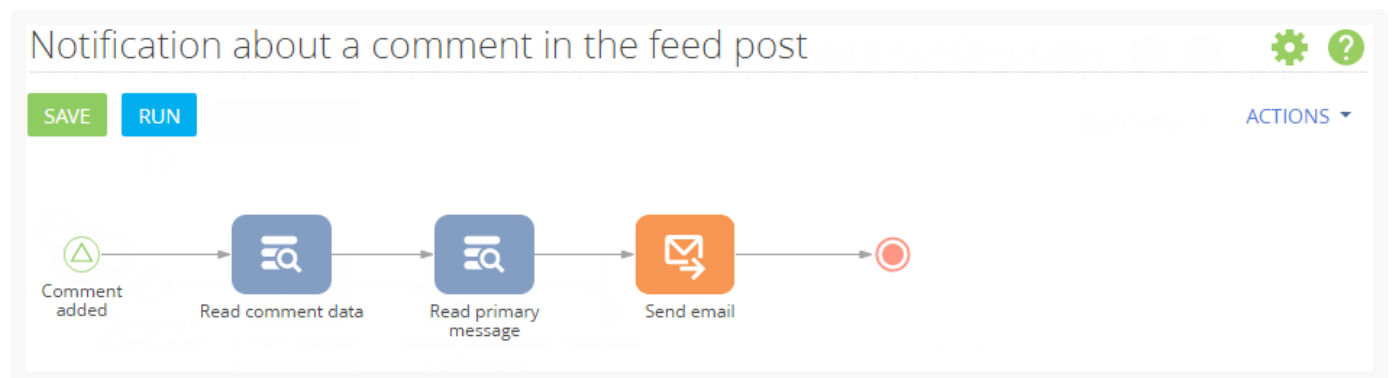 Notification about a comment in the feed post
?
SAVE
RUN
ACTIONS
Comment
added
Read comment data
Read primary
message
Send email